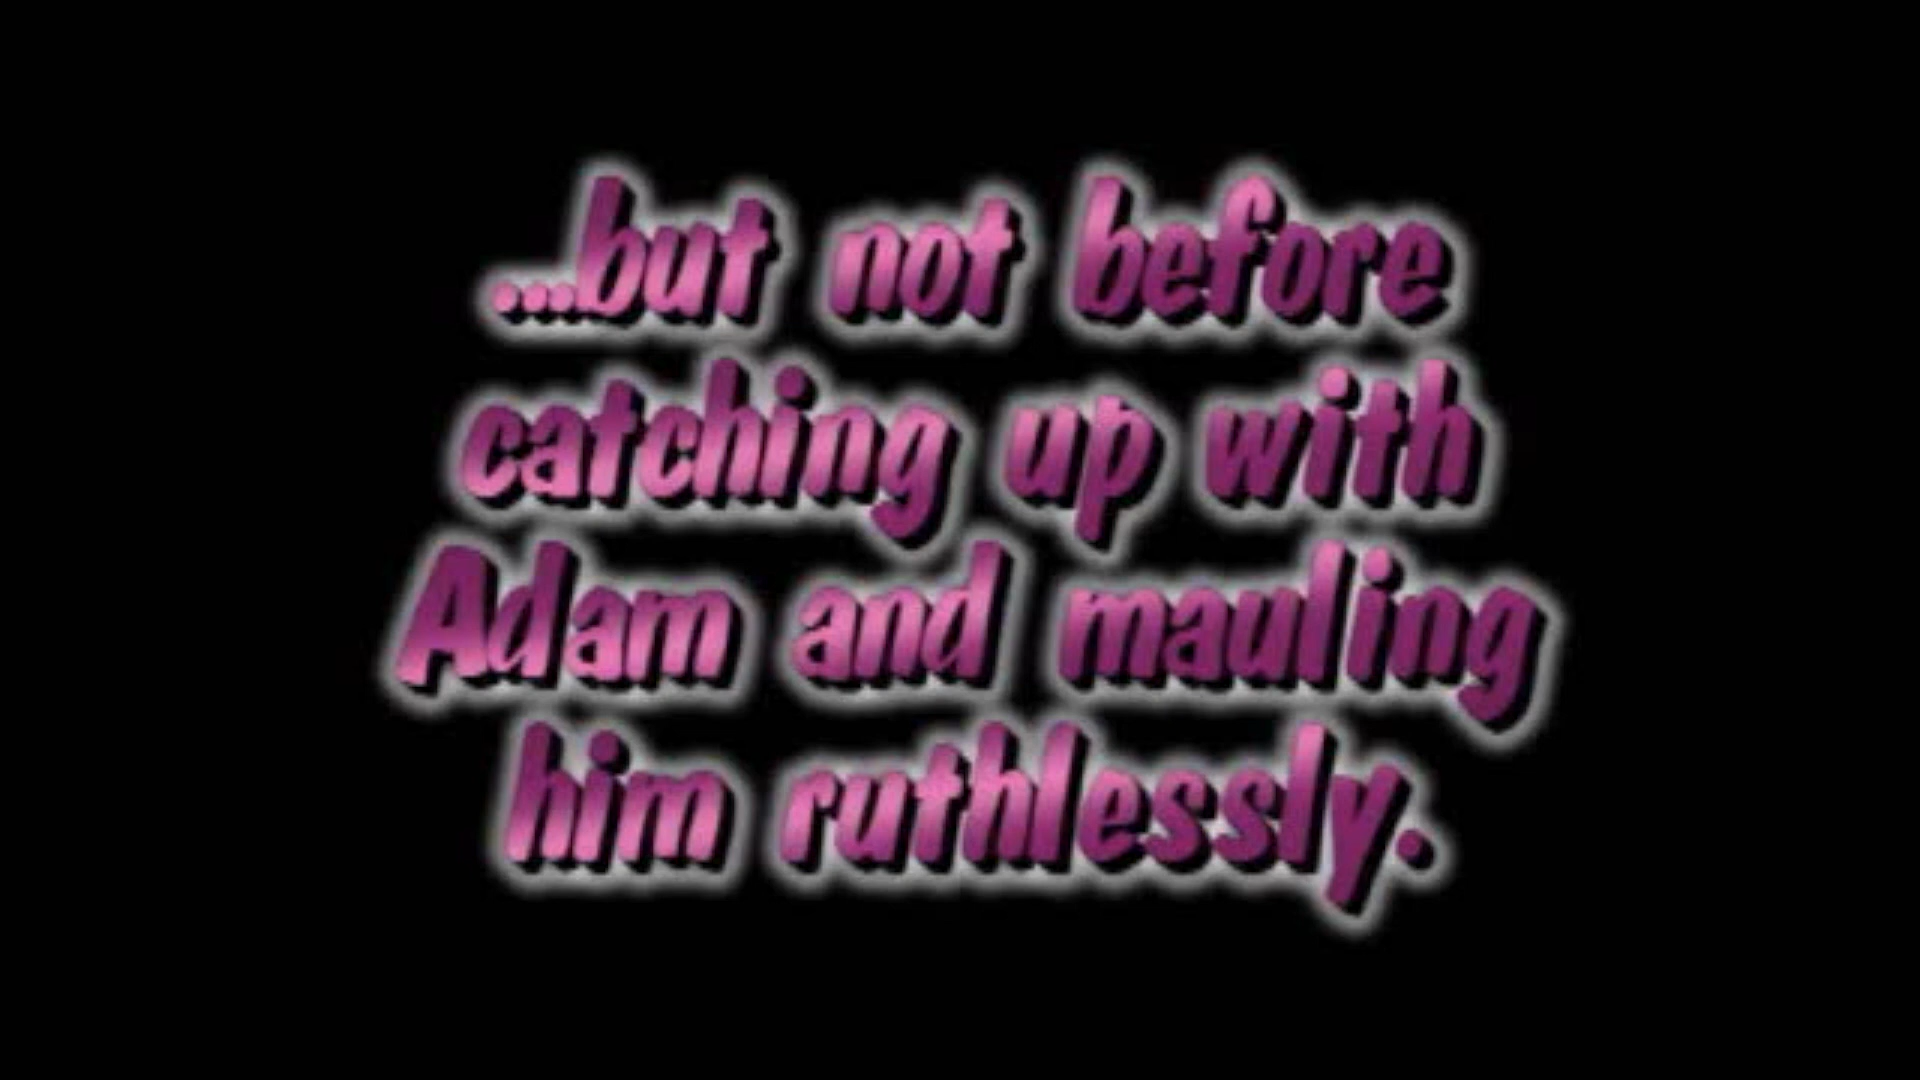 ...but not before
catching up with
Adam and mauling
him ruthlessly.